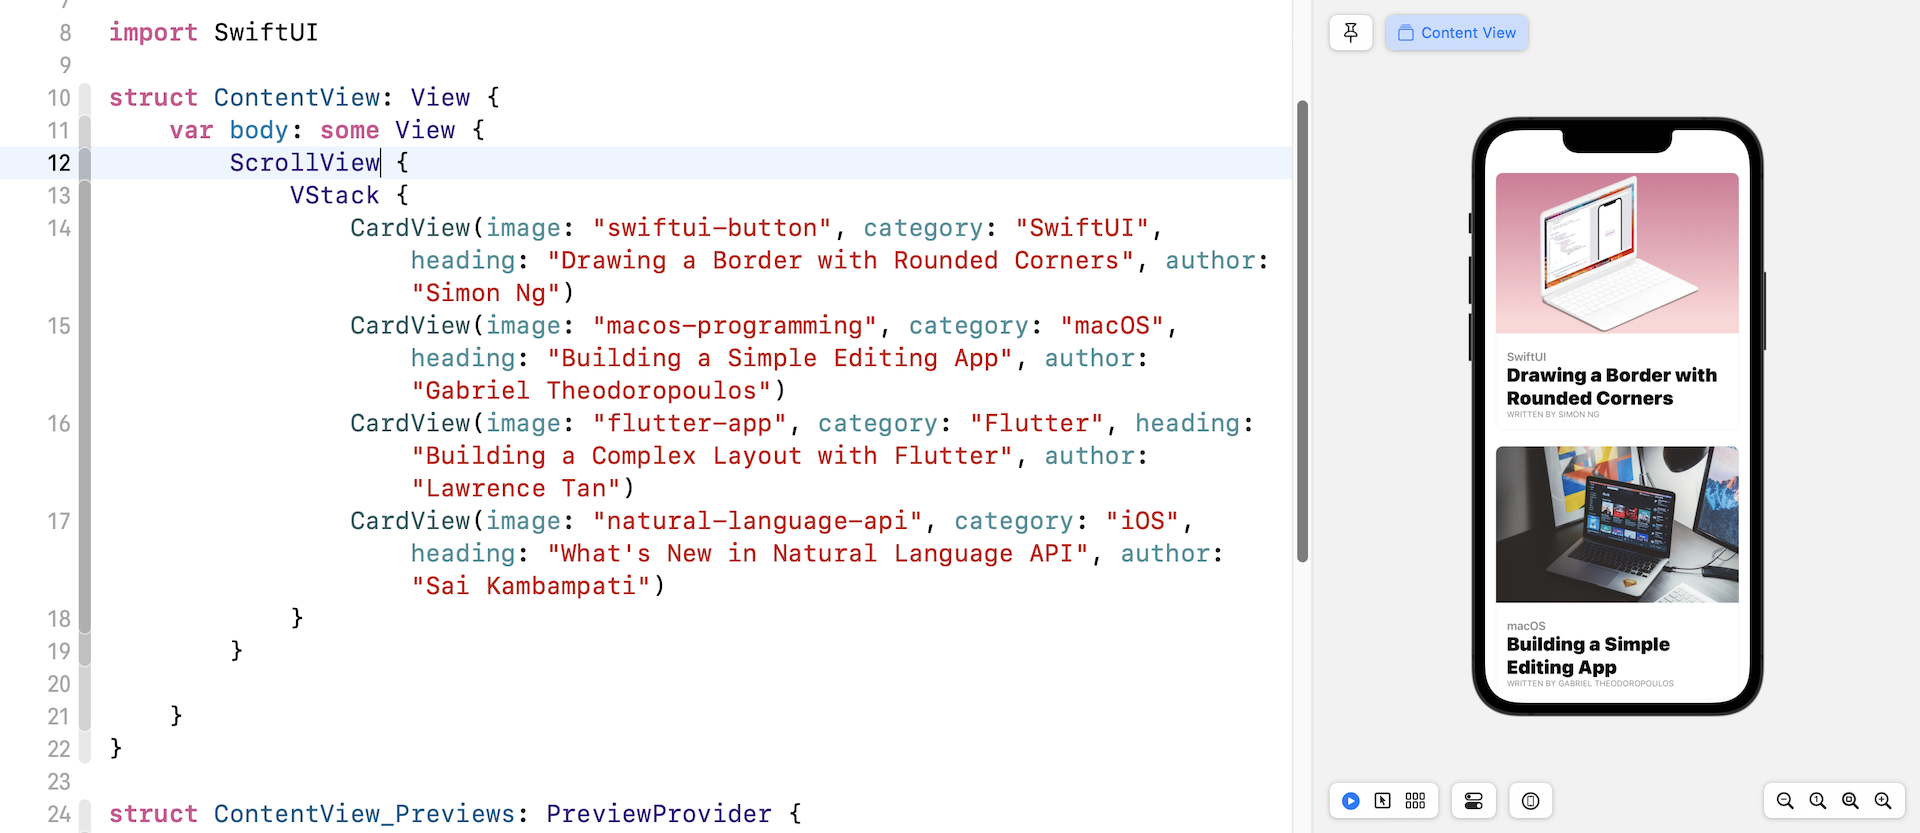 7
8 import SwiftUI
9
10 struct ContentView: View {
11 var body: some View {
12 ScrollView {
13 VStack {
14 CardView(image: "swiftui-button", category: "SwiftUI",
heading: "Drawing a Border with Rounded Corners", author:
"Simon Ng")
15 CardView(image: "macos-programming", category: "macOS",
heading: "Building a Simple Editing App", author:
"Gabriel Theodoropoulos")
16 CardView(image: "flutter-app", category: "Flutter", heading:
"Building a Complex Layout with Flutter", author:
"Lawrence Tan")
17 CardView(image: "natural-language-api", category: "iOS",
heading: "What's New in Natural Language API", author:
"Sai Kambampati")
18 }
19 }
20
21 }
22 }
23
24 struct ContentView_Previews: PreviewProvider {
Content View
SwiftUI
Drawing a Border with
Rounded Corners
WRITTEN BY SIMON NG
macOS
Building a Simple
Editing App
WRITTEN BY GABRIEL THEODOROPOULOS